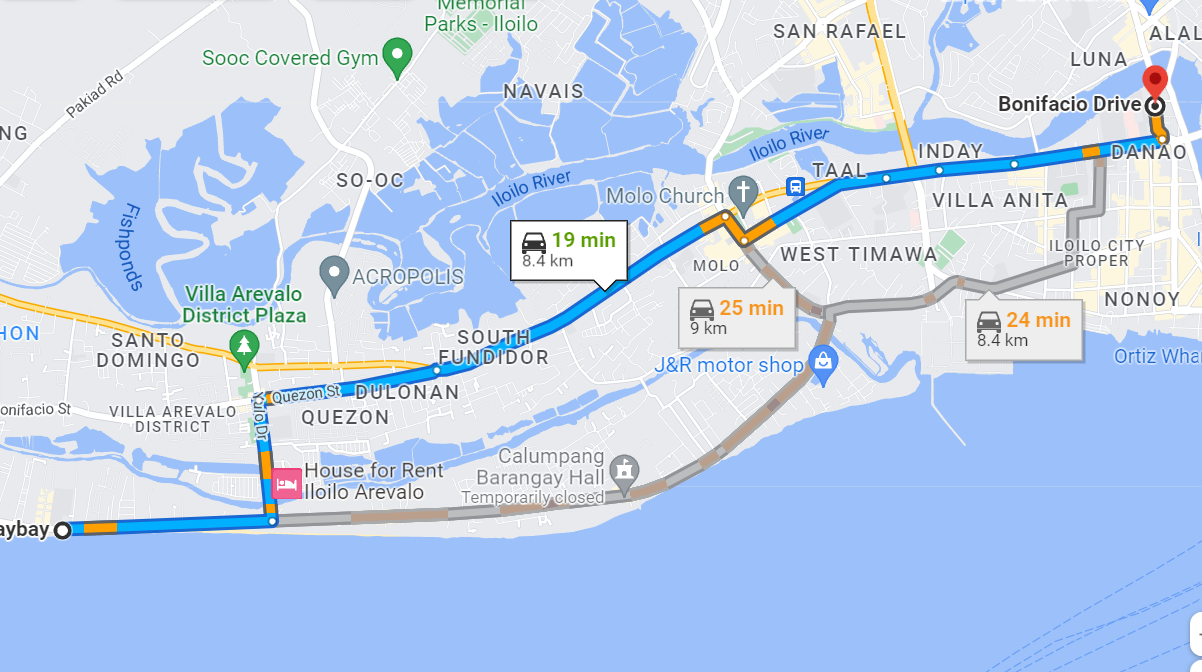 Memorial
Parks - Iloilo
SAN RAFAEL
LUNA
Sooc Covered Gym
Pakiad Rd
NAVAIS
Bonifacio Drive
NG
Iloilo River
INDAY
DANAO
TAAL
SO-OC
Iloilo River
Molo Church
VILLA ANITA
Fishponds
19 min
8.4 km
WEST TIMAWA
ILOILO CITY
PROPER
MOLO
ACROPOLIS
Villa Arevalo
District Plaza
25 min
9 km
NONOY
24 min
8.4 km
HON
SANTO
DOMINGO
SOUTH
FUNDIDOR
J&R motor shop
Ortiz Wha
Quezon St
DULONAN
onifacio St
VILLA AREVALO
DISTRICT
QUEZON
Yulo Dr
Calumpang
Barangay Hall
Temporarily closed
House for Rent
Iloilo Arevalo
aybay